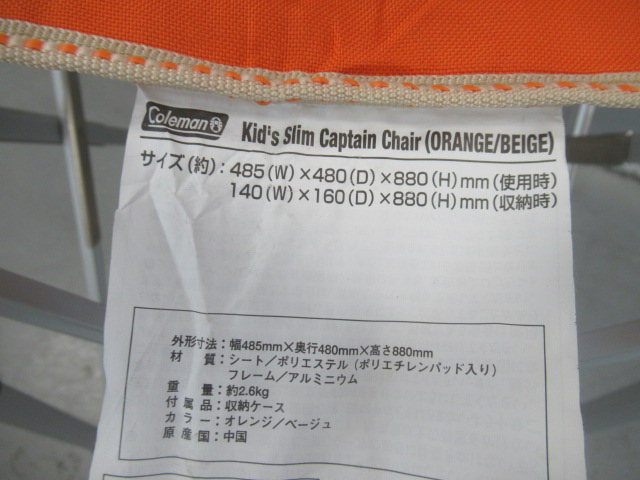 Coleman Kid's Slim Captain Chair (ORANGE/BEIGE)
サイズ(約):485(W)×480(D)×880(H)mm(使用時)
140(W)×160(D)×880(H)mm(収納時)
外形寸法:幅485mm×奥行480mm×高さ880mm
材 質:シート/ポリエステル(ポリエチレンパッド入り)
フレーム/アルミニウム
重 量:約2.6kg
付 属 品:収納ケース
カ ラ ー:オレンジ/ベージュ
原 産 国:中国